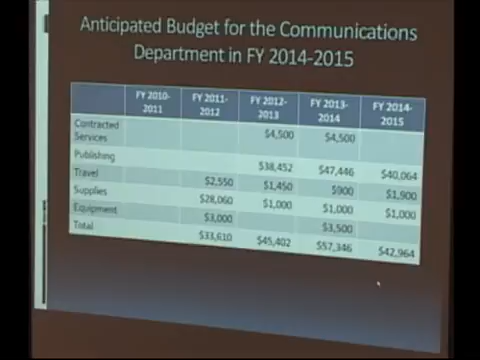 Anticipated Budget for the Communications
Department in FY 2014-2015
FY 2010-2011 FY 2011-2012 FY 2012-2013 FY 2013-2014 FY 2014-2015
Contracted Services $4,500 $4,500
Publishing $38,452 $47,446 $40,064
Travel $2,550 $1,450 $900 $1,900
Supplies $28,060 $1,000 $1,000 $1,000
Equipment $3,000 $3,500
Total $33,610 $45,402 $57,346 $42,964